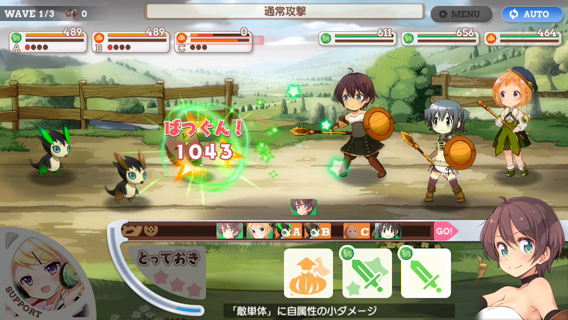 WAVE 1/3 0
通常攻撃
MENU
AUTO
489
489
0
611
656
464
A
B
C
ばつぐん!
1043
A B C GO!
とっておき
SUPPORT
「敵単体」に自属性の小ダメージ